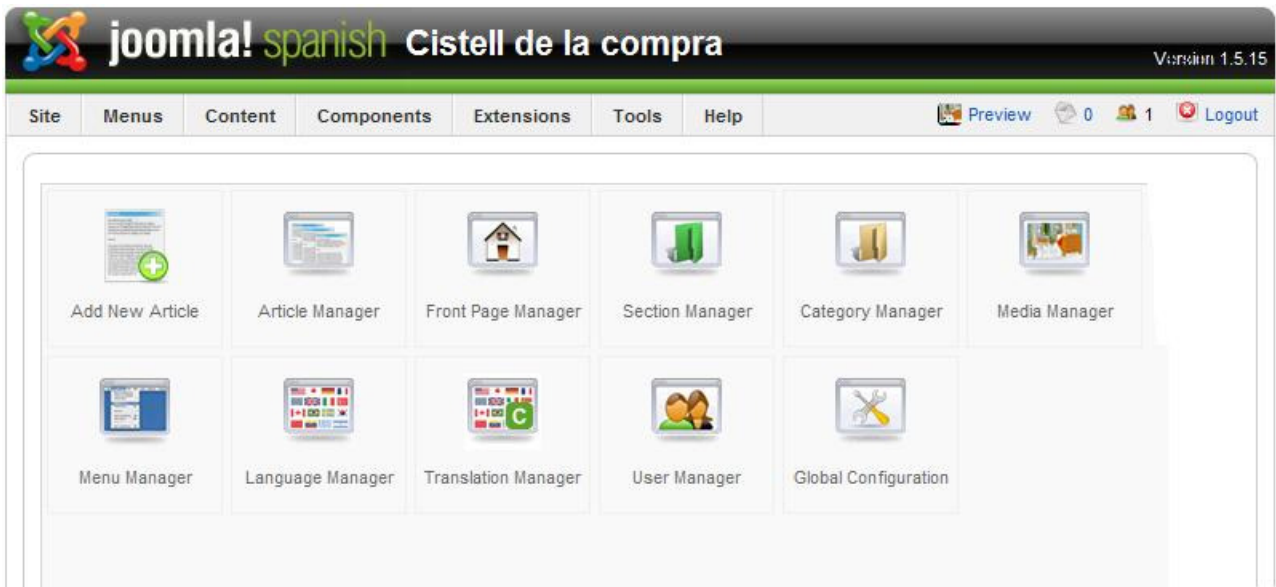 joomla! spanish Cistell de la compra
Version 1.5.15
Site Menus Content Components Extensions Tools Help Preview 0 1 Logout
Add New Article Article Manager Front Page Manager Section Manager Category Manager Media Manager
Menu Manager Language Manager Translation Manager User Manager Global Configuration
C